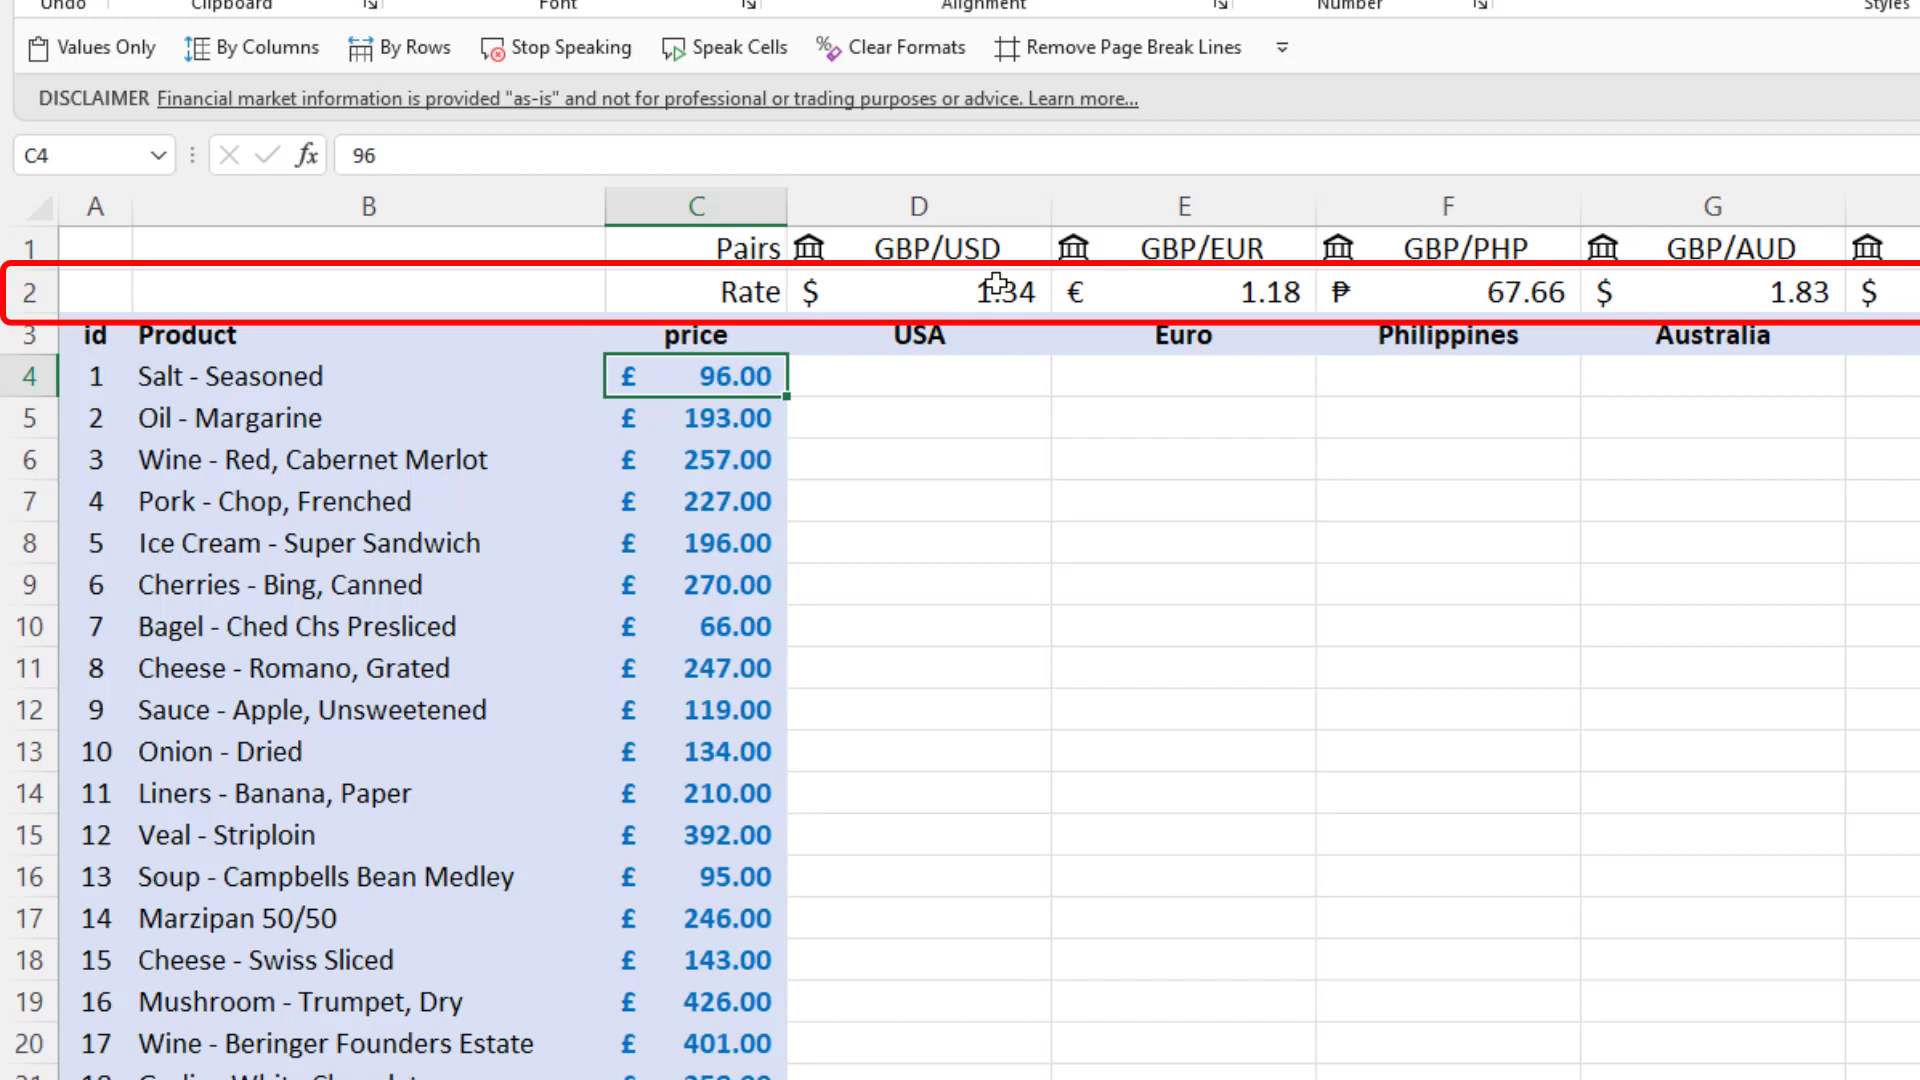 Undo Clipboard Font Alignment Number Styles
Values Only By Columns By Rows Stop Speaking Speak Cells Clear Formats Remove Page Break Lines
DISCLAIMER Financial market information is provided "as-is" and not for professional or trading purposes or advice. Learn more...
C4 fx 96
A B C D E F G
1 Pairs GBP/USD GBP/EUR GBP/PHP GBP/AUD
2 Rate $ 1.34 € 1.18 ₱ 67.66 $ 1.83 $
3 id Product price USA Euro Philippines Australia
4 1 Salt - Seasoned £ 96.00
5 2 Oil - Margarine £ 193.00
6 3 Wine - Red, Cabernet Merlot £ 257.00
7 4 Pork - Chop, Frenched £ 227.00
8 5 Ice Cream - Super Sandwich £ 196.00
9 6 Cherries - Bing, Canned £ 270.00
10 7 Bagel - Ched Chs Presliced £ 66.00
11 8 Cheese - Romano, Grated £ 247.00
12 9 Sauce - Apple, Unsweetened £ 119.00
13 10 Onion - Dried £ 134.00
14 11 Liners - Banana, Paper £ 210.00
15 12 Veal - Striploin £ 392.00
16 13 Soup - Campbells Bean Medley £ 95.00
17 14 Marzipan 50/50 £ 246.00
18 15 Cheese - Swiss Sliced £ 143.00
19 16 Mushroom - Trumpet, Dry £ 426.00
20 17 Wine - Beringer Founders Estate £ 401.00